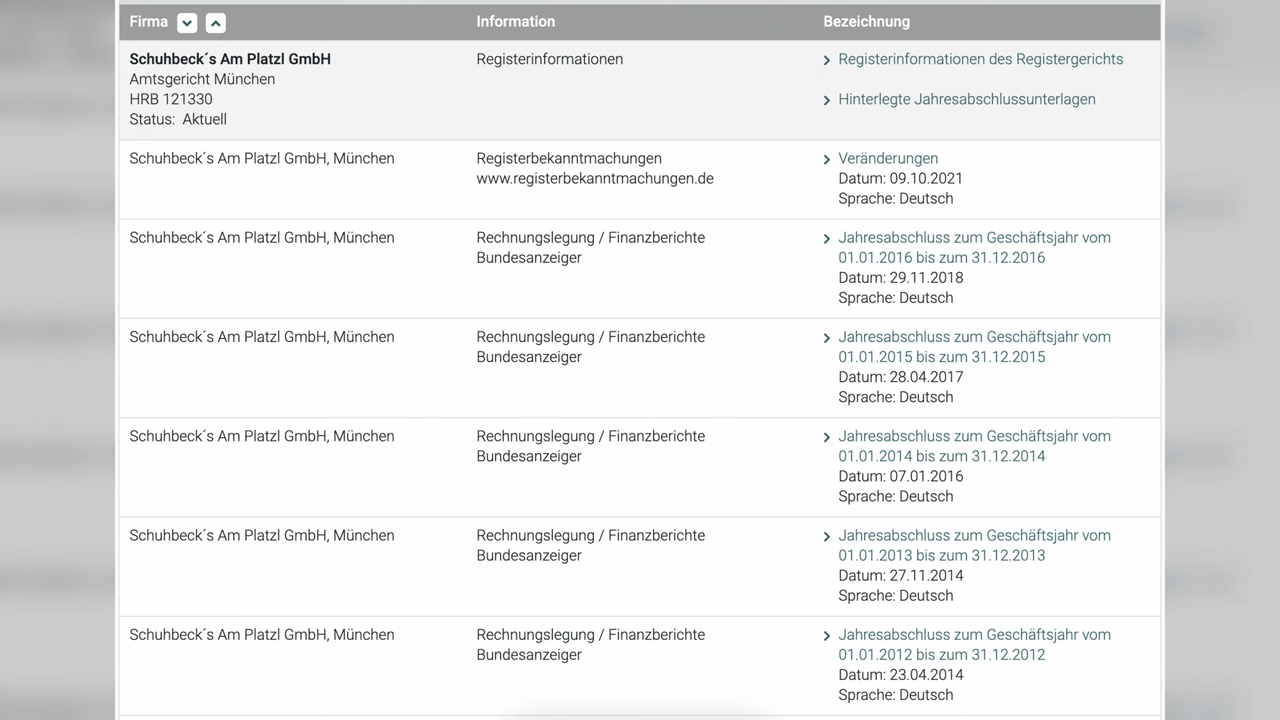 Firma Information Bezeichnung
Schuhbeck´s Am Platzl GmbH Registerinformationen Registerinformationen des Registergerichts
Amtsgericht München
HRB 121330 Hinterlegte Jahresabschlussunterlagen
Status: Aktuell
Schuhbeck´s Am Platzl GmbH, München Registerbekanntmachungen Veränderungen
www.registerbekanntmachungen.de Datum: 09.10.2021
Sprache: Deutsch
Schuhbeck´s Am Platzl GmbH, München Rechnungslegung / Finanzberichte Jahresabschluss zum Geschäftsjahr vom
Bundesanzeiger 01.01.2016 bis zum 31.12.2016
Datum: 29.11.2018
Sprache: Deutsch
Schuhbeck´s Am Platzl GmbH, München Rechnungslegung / Finanzberichte Jahresabschluss zum Geschäftsjahr vom
Bundesanzeiger 01.01.2015 bis zum 31.12.2015
Datum: 28.04.2017
Sprache: Deutsch
Schuhbeck´s Am Platzl GmbH, München Rechnungslegung / Finanzberichte Jahresabschluss zum Geschäftsjahr vom
Bundesanzeiger 01.01.2014 bis zum 31.12.2014
Datum: 07.01.2016
Sprache: Deutsch
Schuhbeck´s Am Platzl GmbH, München Rechnungslegung / Finanzberichte Jahresabschluss zum Geschäftsjahr vom
Bundesanzeiger 01.01.2013 bis zum 31.12.2013
Datum: 27.11.2014
Sprache: Deutsch
Schuhbeck´s Am Platzl GmbH, München Rechnungslegung / Finanzberichte Jahresabschluss zum Geschäftsjahr vom
Bundesanzeiger 01.01.2012 bis zum 31.12.2012
Datum: 23.04.2014
Sprache: Deutsch